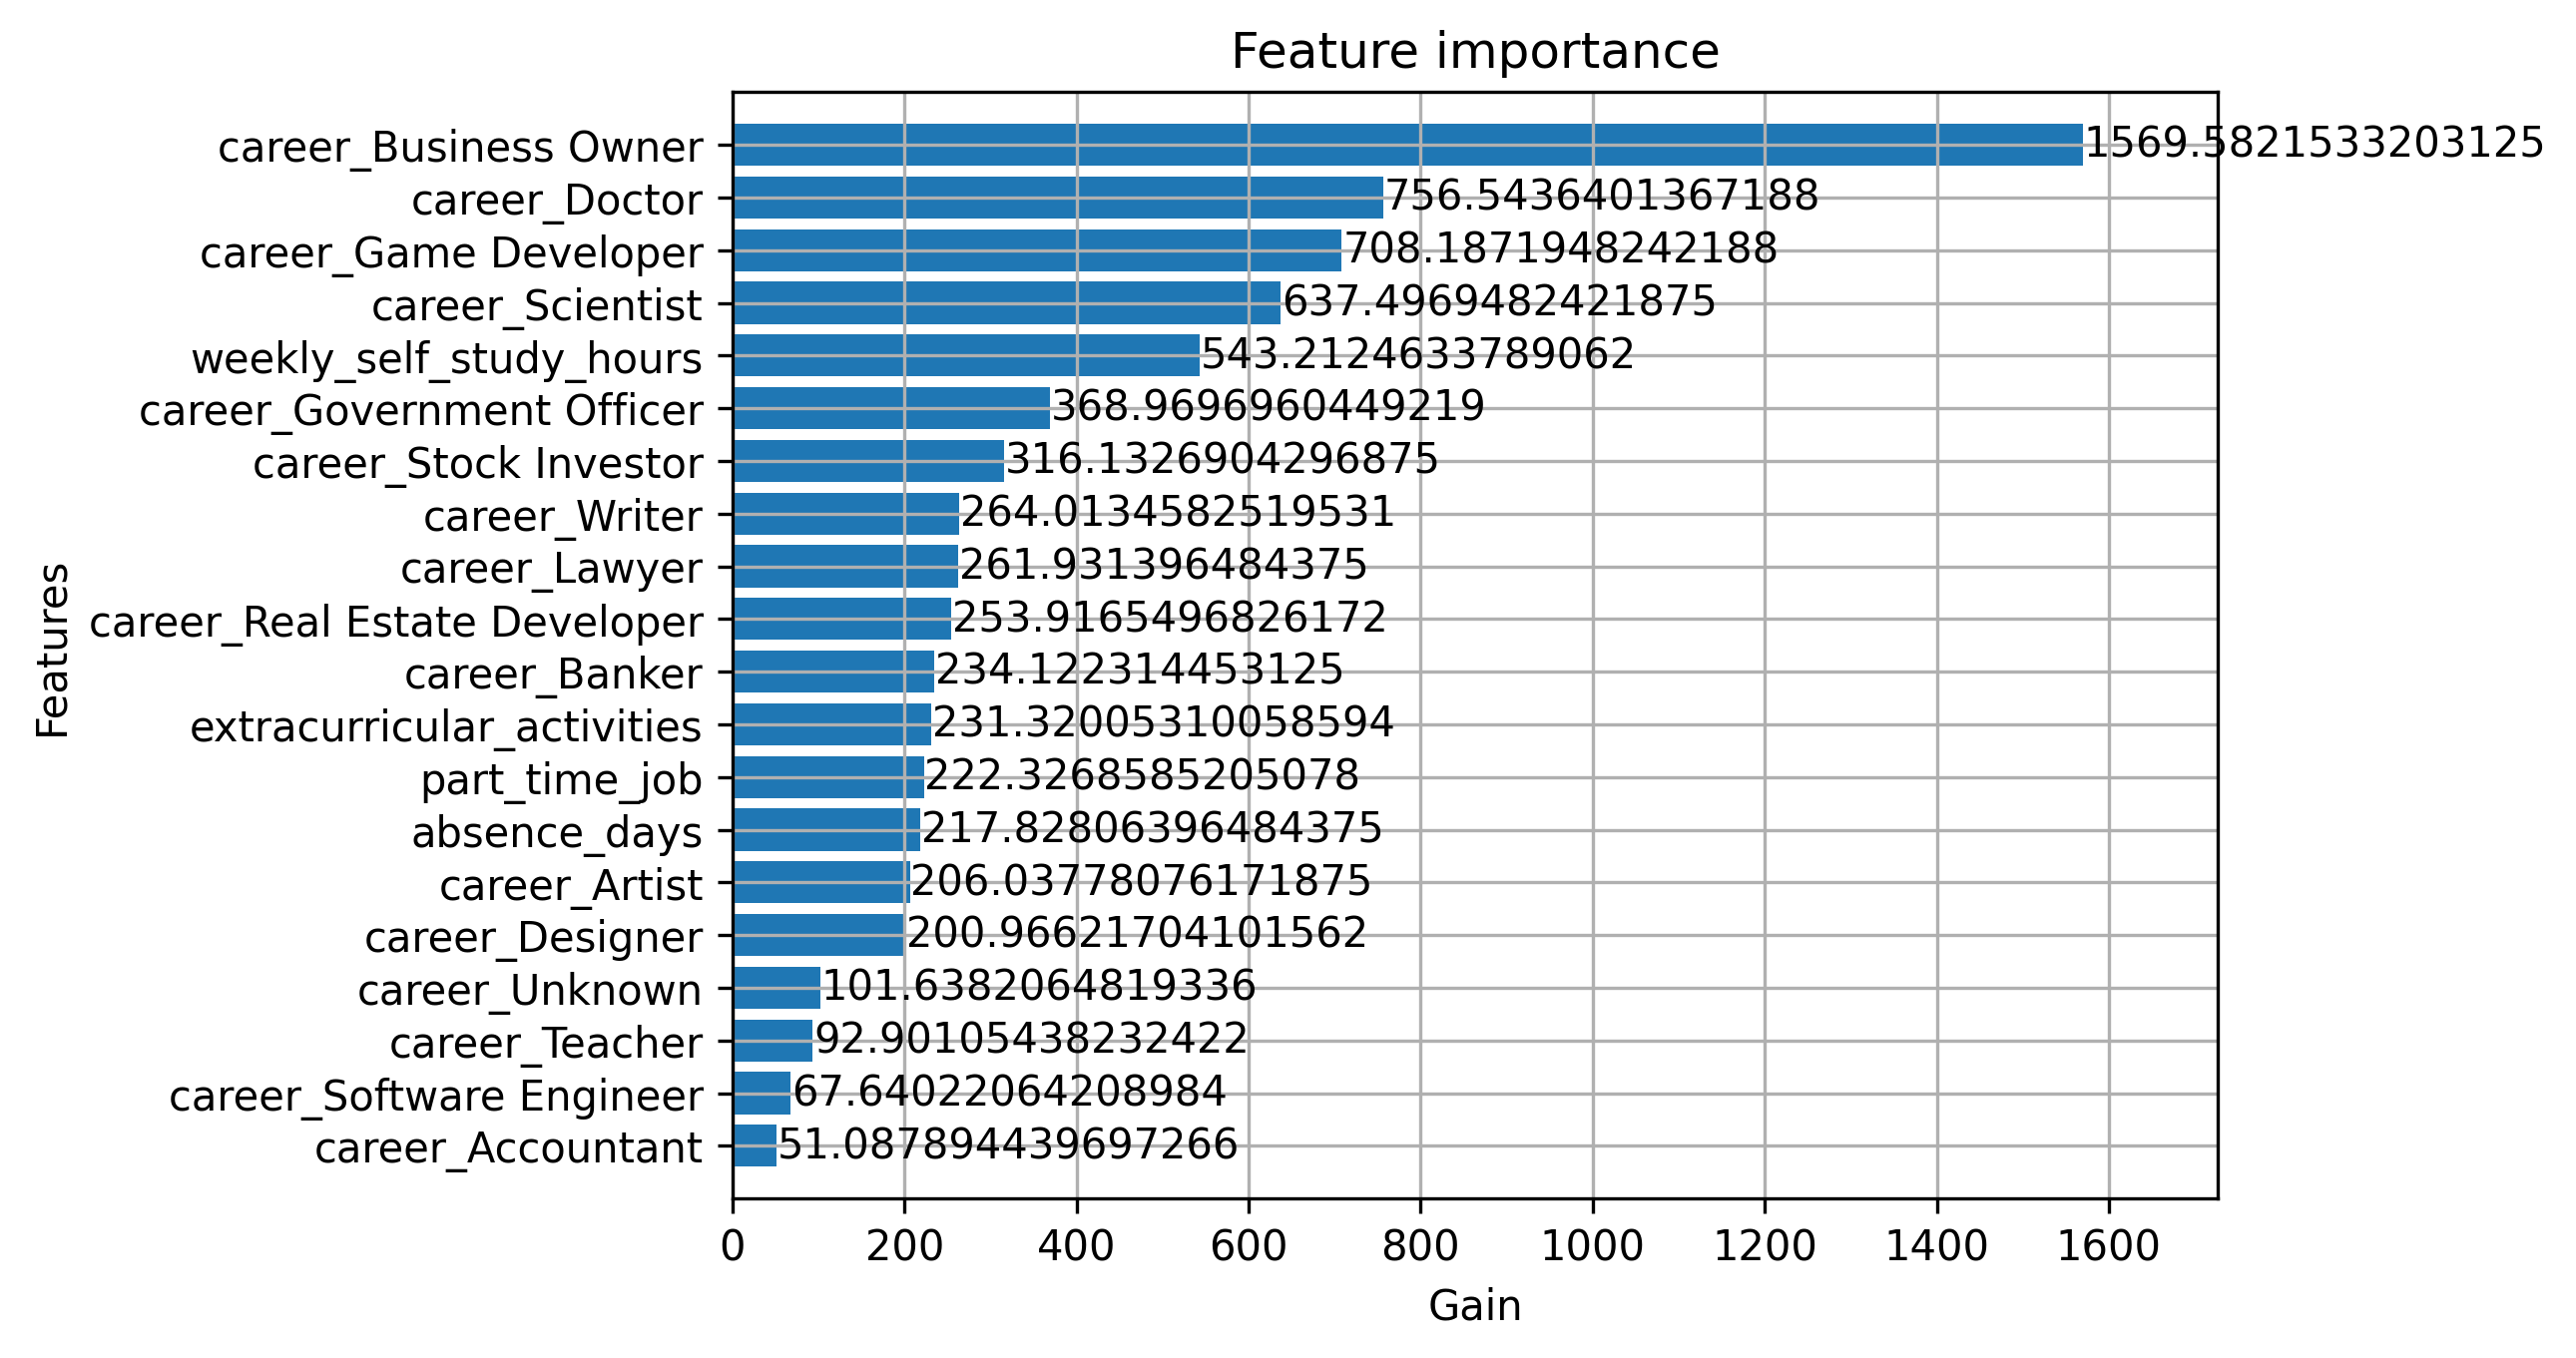 Feature importance
career_Business Owner 1569.5821533203125
career_Doctor 756.5436401367188
career_Game Developer 708.1871948242188
career_Scientist 637.4969482421875
weekly_self_study_hours 543.2124633789062
career_Government Officer 368.9696960449219
career_Stock Investor 316.1326904296875
career_Writer 264.0134582519531
career_Lawyer 261.931396484375
career_Real Estate Developer 253.9165496826172
career_Banker 234.122314453125
extracurricular_activities 231.32005310058594
part_time_job 222.3268585205078
absence_days 217.82806396484375
career_Artist 206.03778076171875
career_Designer 200.96621704101562
career_Unknown 101.6382064819336
career_Teacher 92.90105438232422
career_Software Engineer 67.64022064208984
career_Accountant 51.087894439697266
Features
0 200 400 600 800 1000 1200 1400 1600
Gain